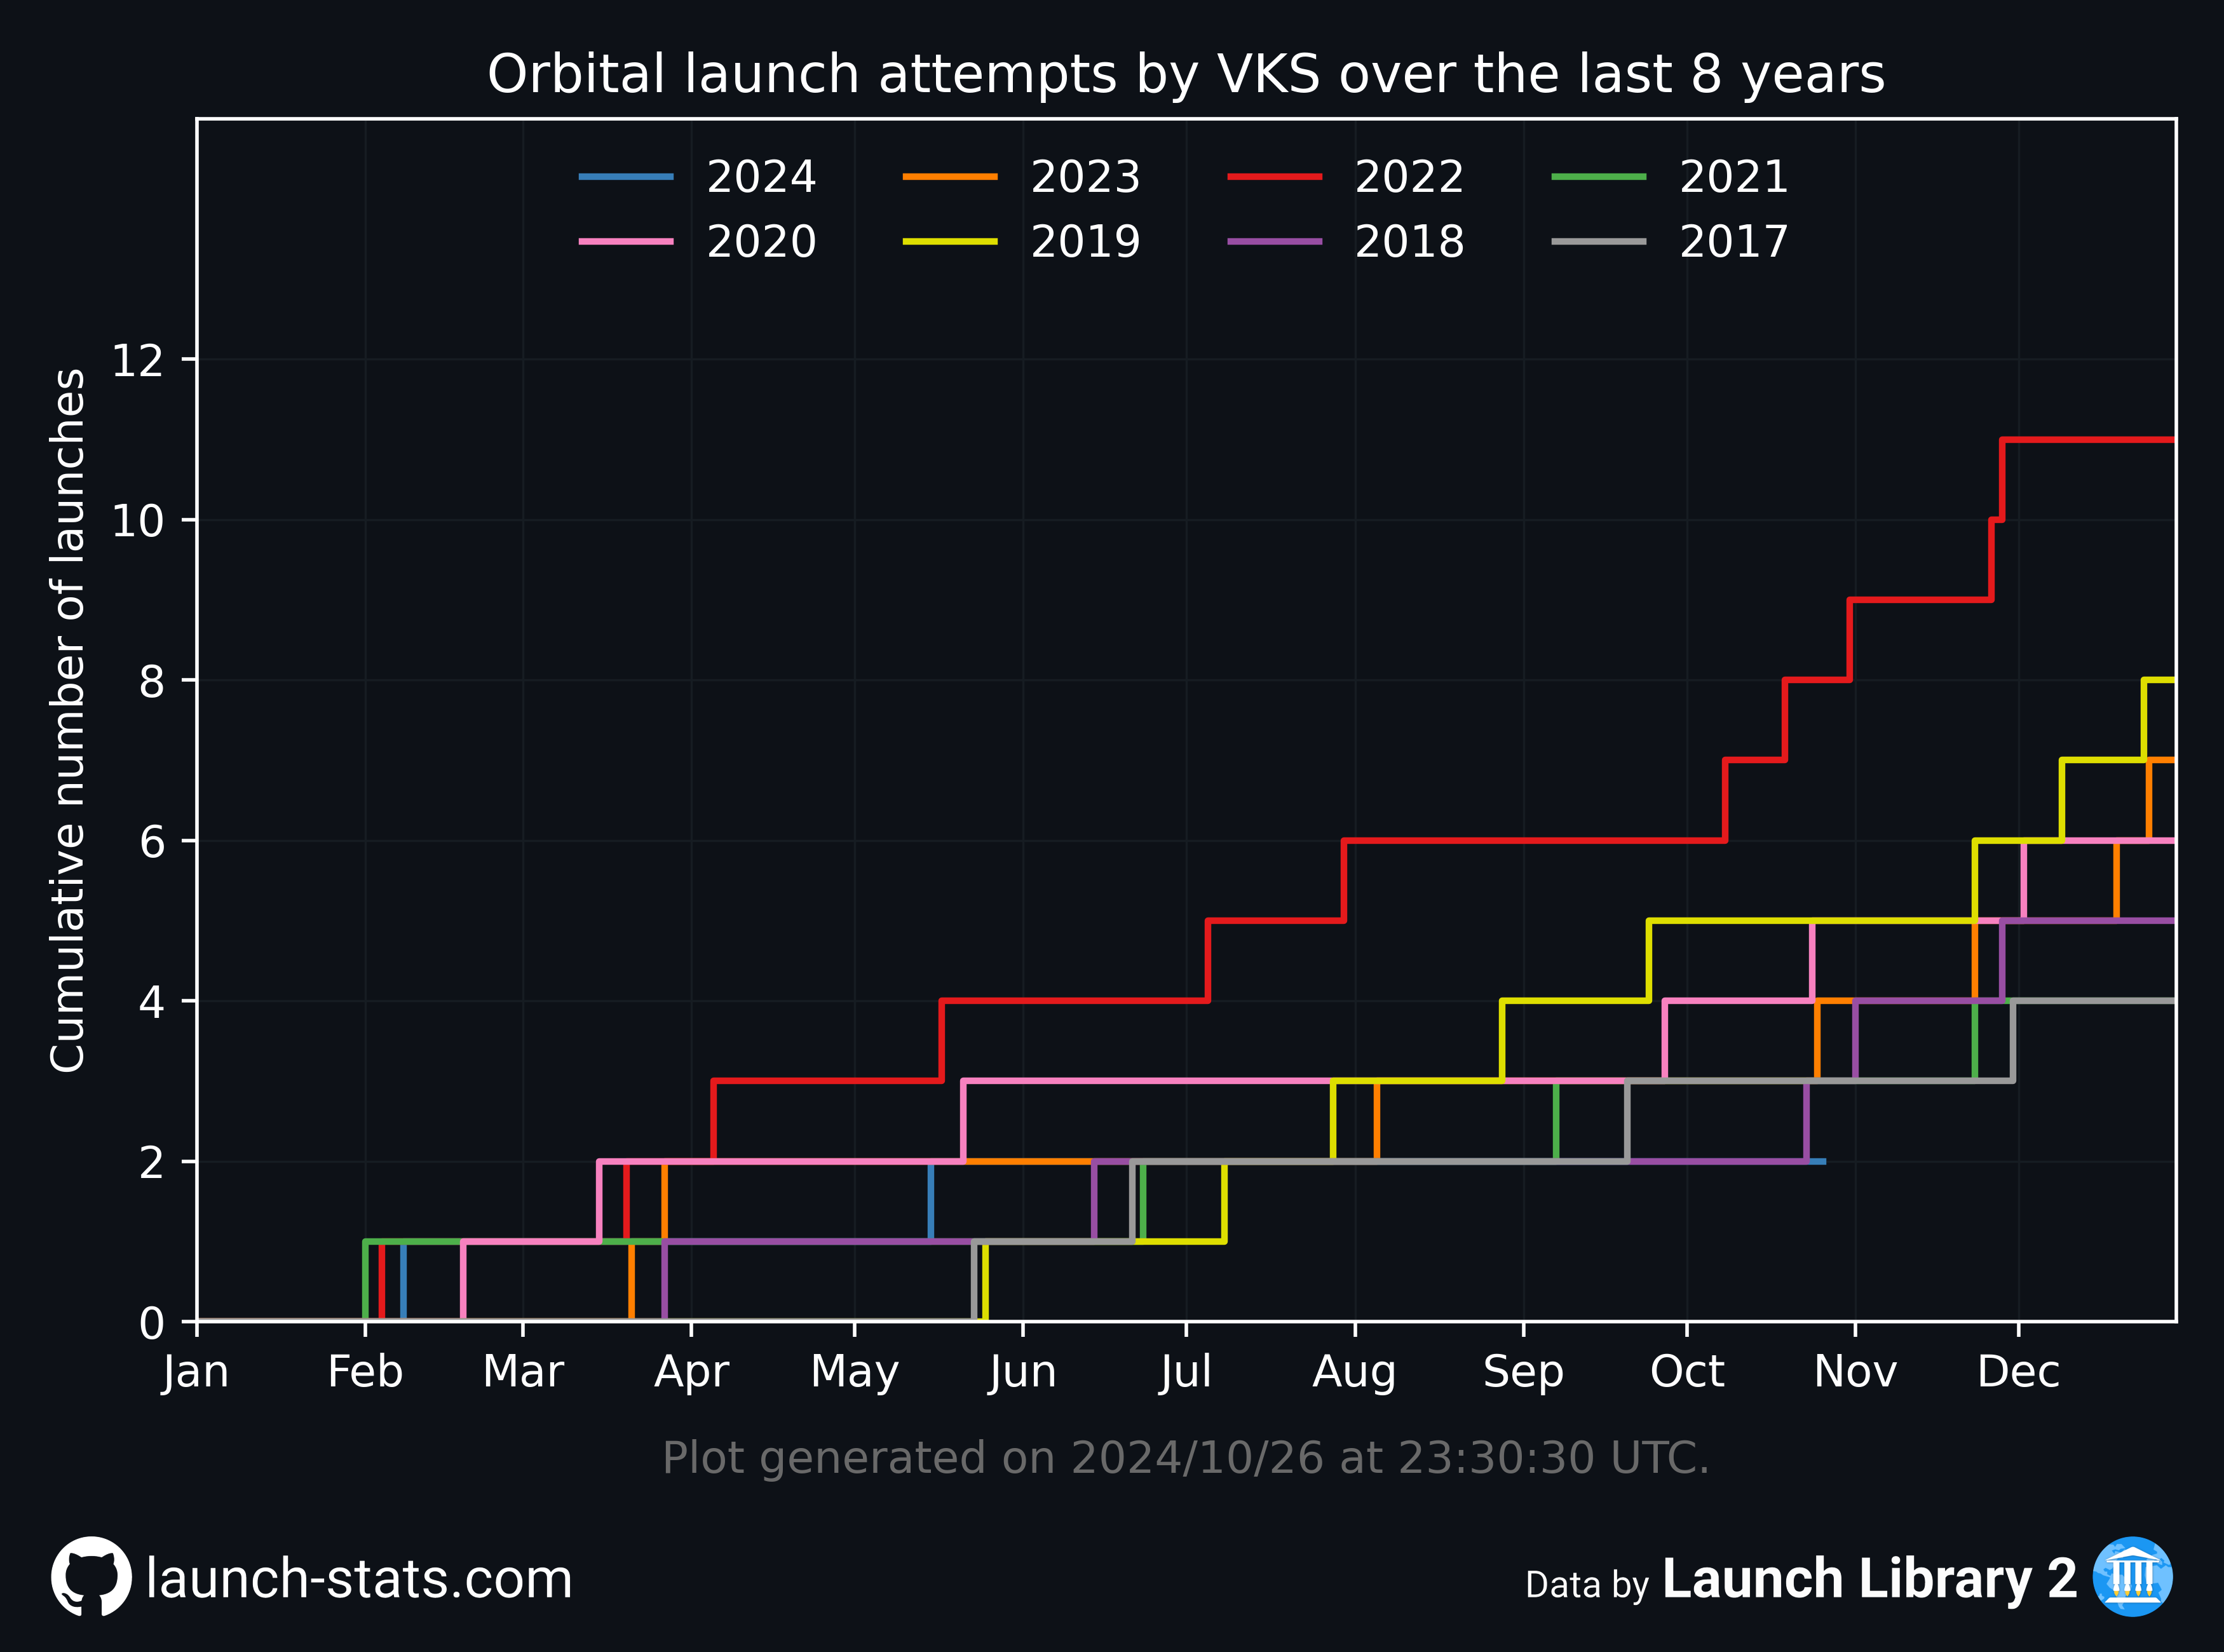 Orbital launch attempts by VKS over the last 8 years
2024 2023 2022 2021
2020 2019 2018 2017
Cumulative number of launches
12
10
8
6
4
2
0
Jan Feb Mar Apr May Jun Jul Aug Sep Oct Nov Dec
Plot generated on 2024/10/26 at 23:30:30 UTC.
launch-stats.com
Data by Launch Library 2